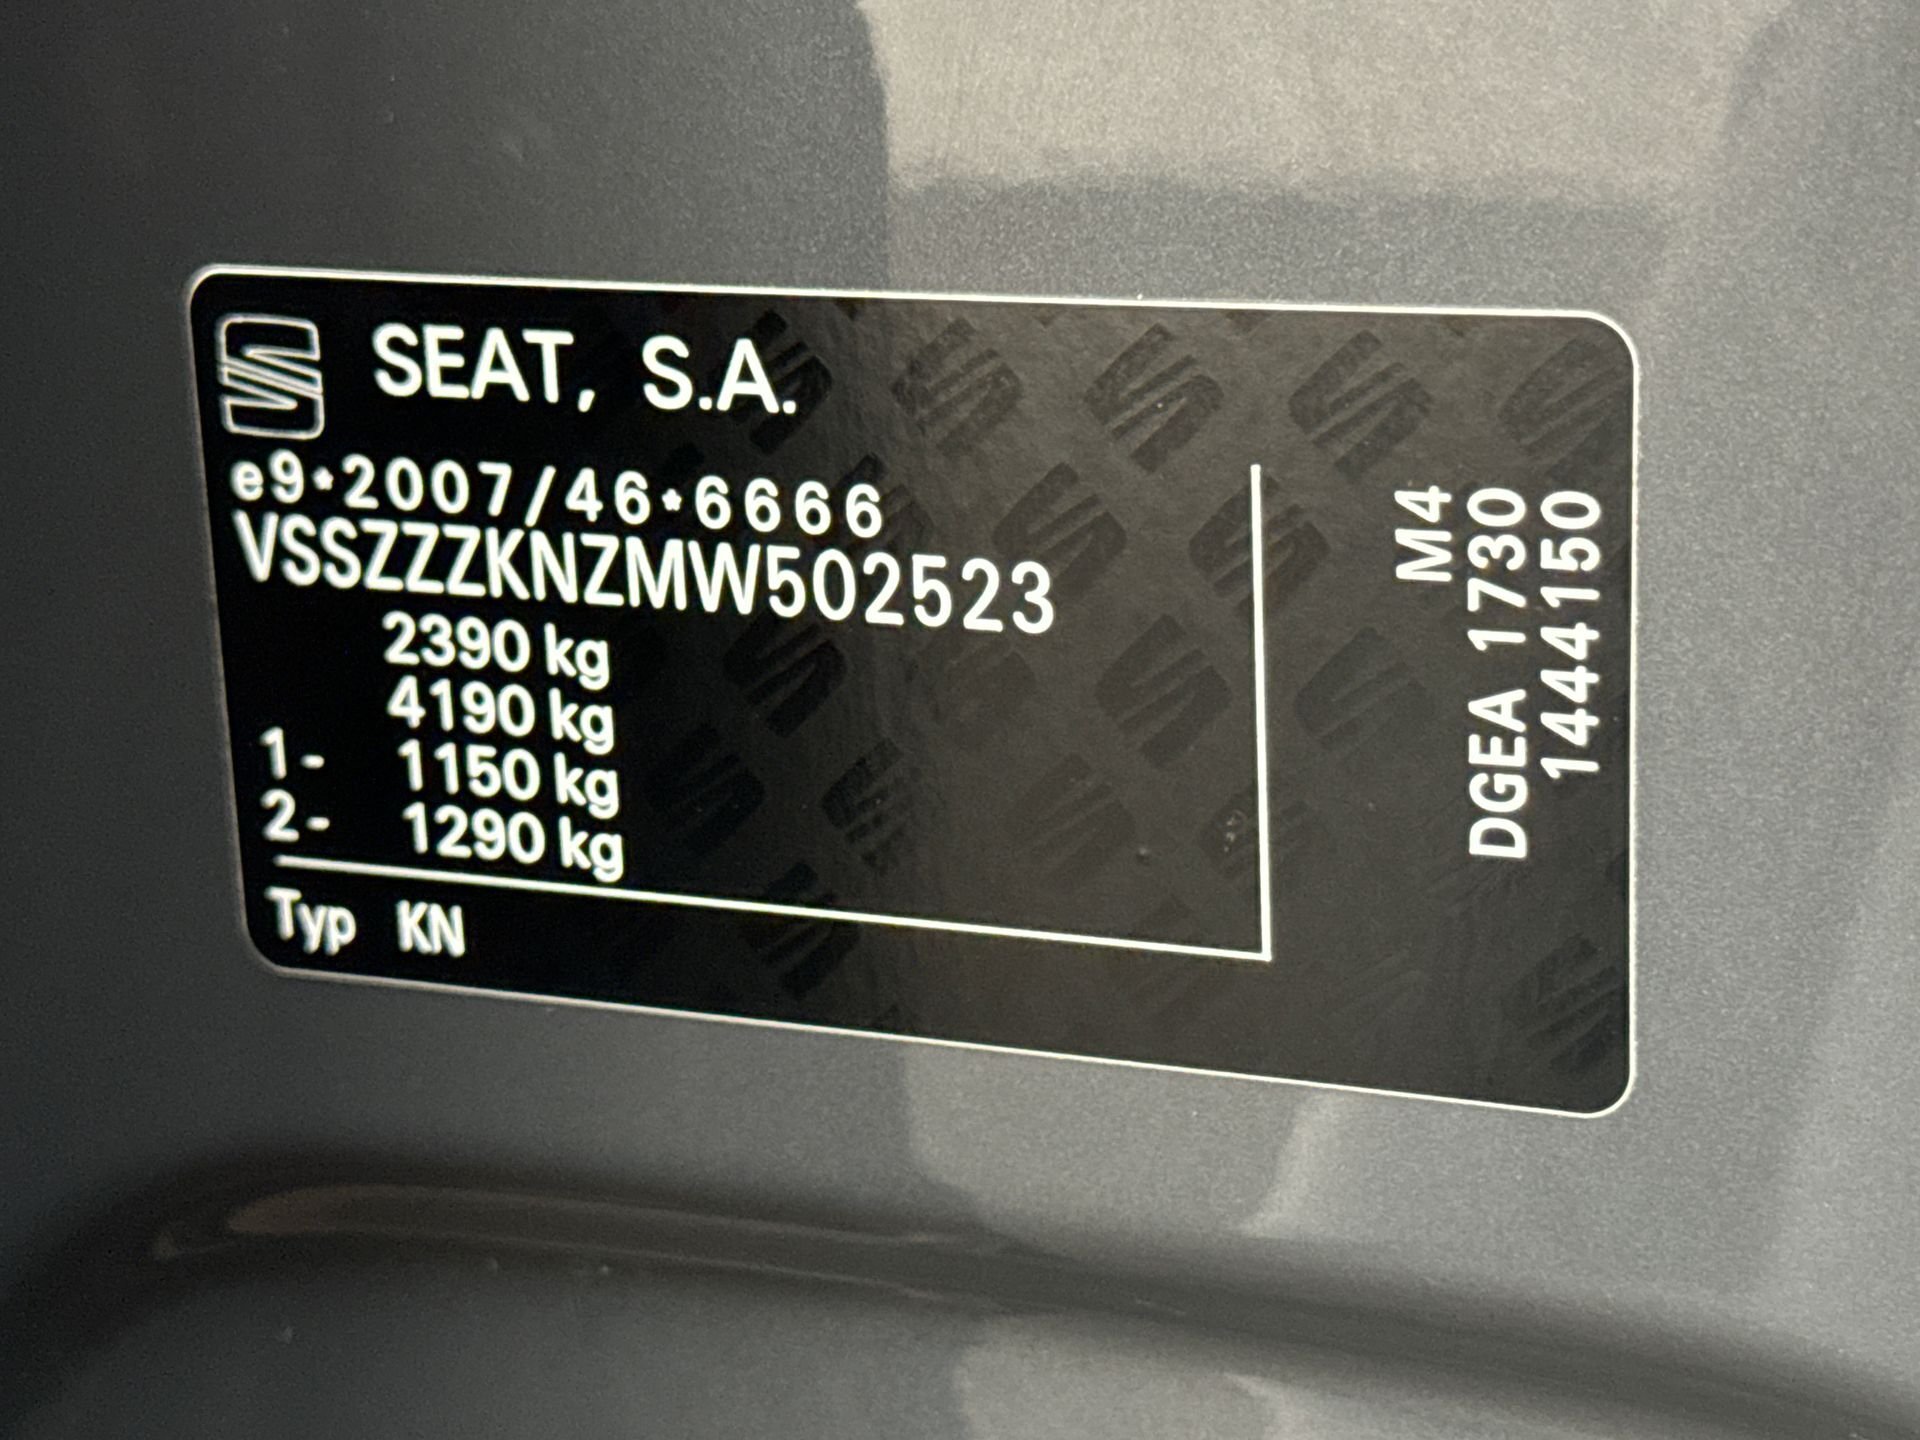 SEAT, S.A.
e9*2007/46*6666
VSSZZZKNZMW502523
2390 kg
4190 kg
1- 1150 kg
2- 1290 kg
Typ KN
M4
DGEA 1730
1444150